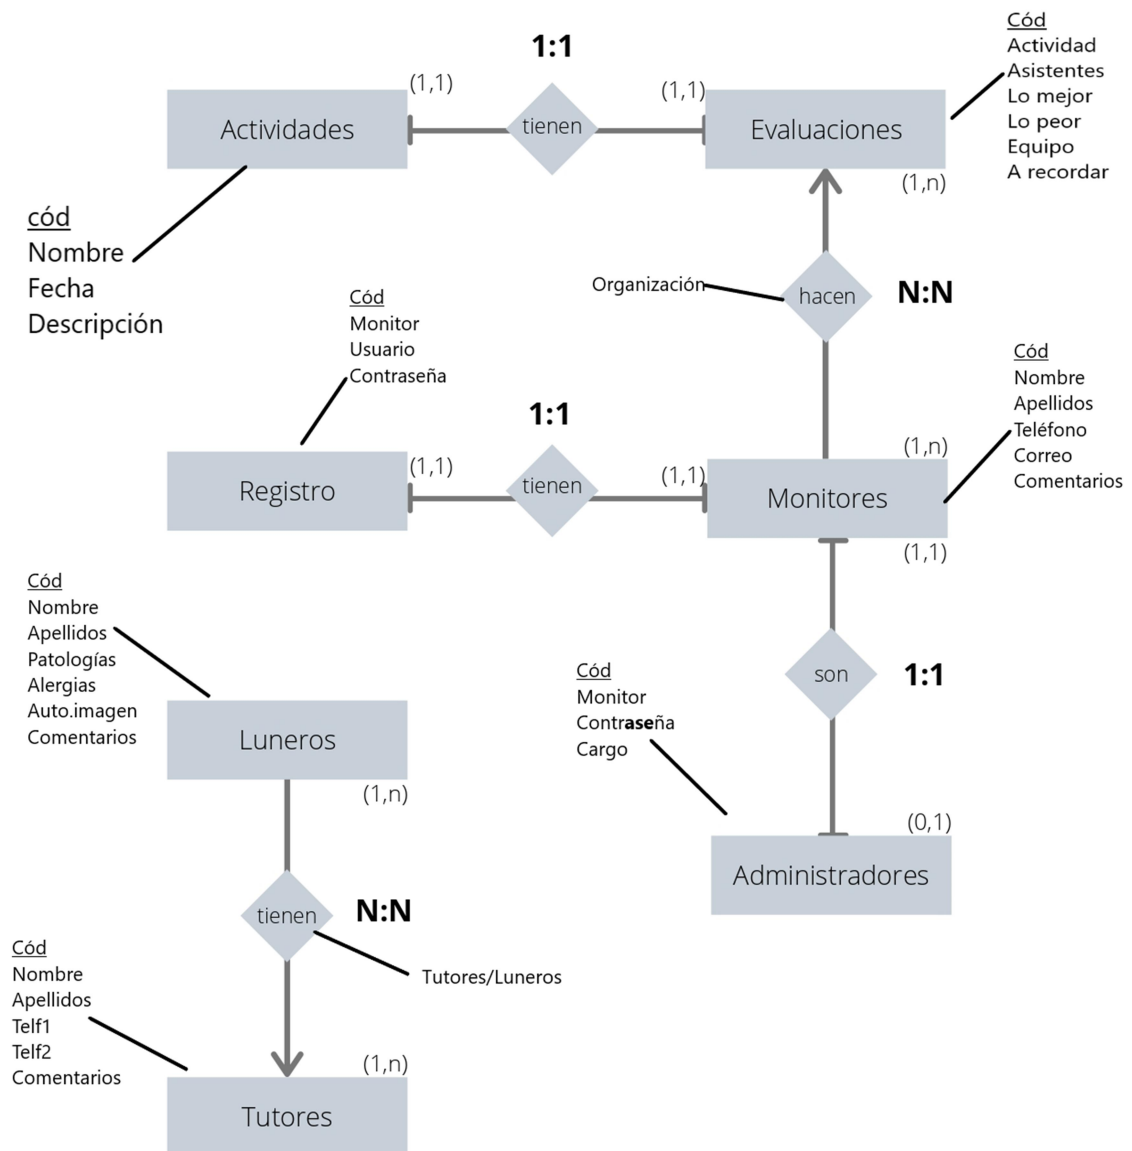 Cód
Actividad
Asistentes
Lo mejor
Lo peor
Equipo
A recordar
1:1
(1,1)
(1,1)
Actividades
tienen
Evaluaciones
(1,n)
cód
Nombre
Fecha
Descripción
Organización
hacen
N:N
Cód
Monitor
Usuario
Contraseña
Cód
Nombre
Apellidos
Teléfono
Correo
Comentarios
1:1
(1,n)
(1,1)
(1,1)
Registro
tienen
Monitores
(1,1)
Cód
Nombre
Apellidos
Patologías
Alergias
Auto.imagen
Comentarios
son
1:1
Cód
Monitor
Contraseña
Cargo
Luneros
(1,n)
(0,1)
Administradores
tienen
N:N
Tutores/Luneros
Cód
Nombre
Apellidos
Telf1
Telf2
Comentarios
(1,n)
Tutores